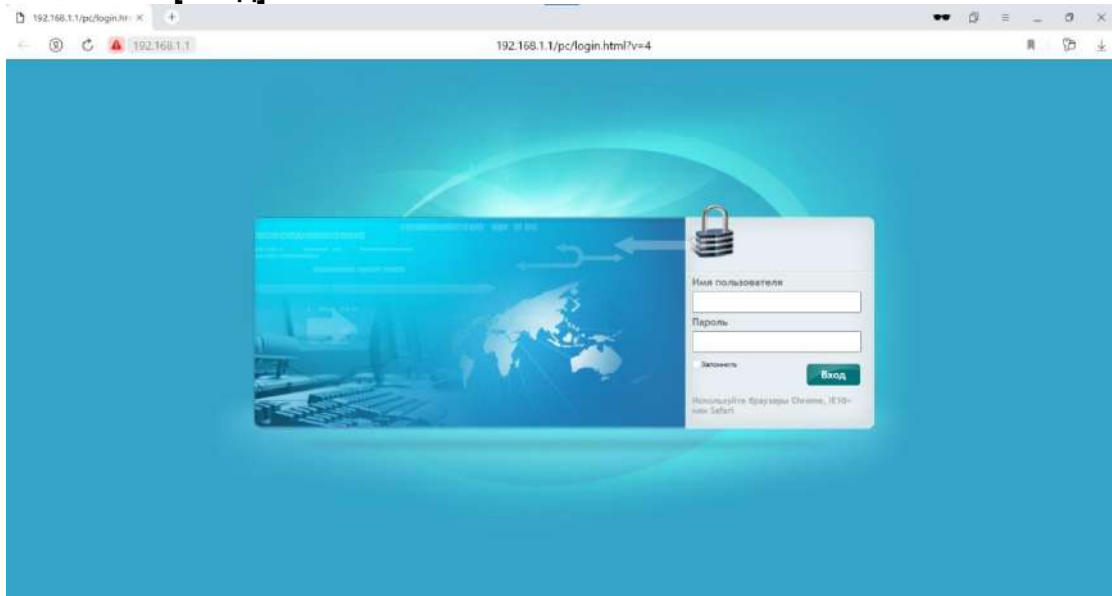 192.168.1.1/pc/login.ht
192.168.1.1
192.168.1.1/pc/login.html?v=4
Имя пользователя
Пароль
Запомнить
Вход
Используйте браузеры Chrome, IE10+
или Safari